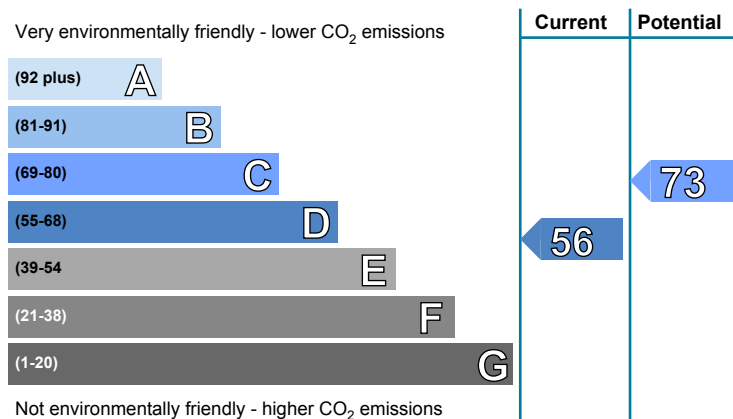 Very environmentally friendly - lower CO2 emissions
Current
Potential
(92 plus) A
(81-91) B
(69-80) C
73
(55-68) D
56
(39-54 E
(21-38) F
(1-20) G
Not environmentally friendly - higher CO2 emissions